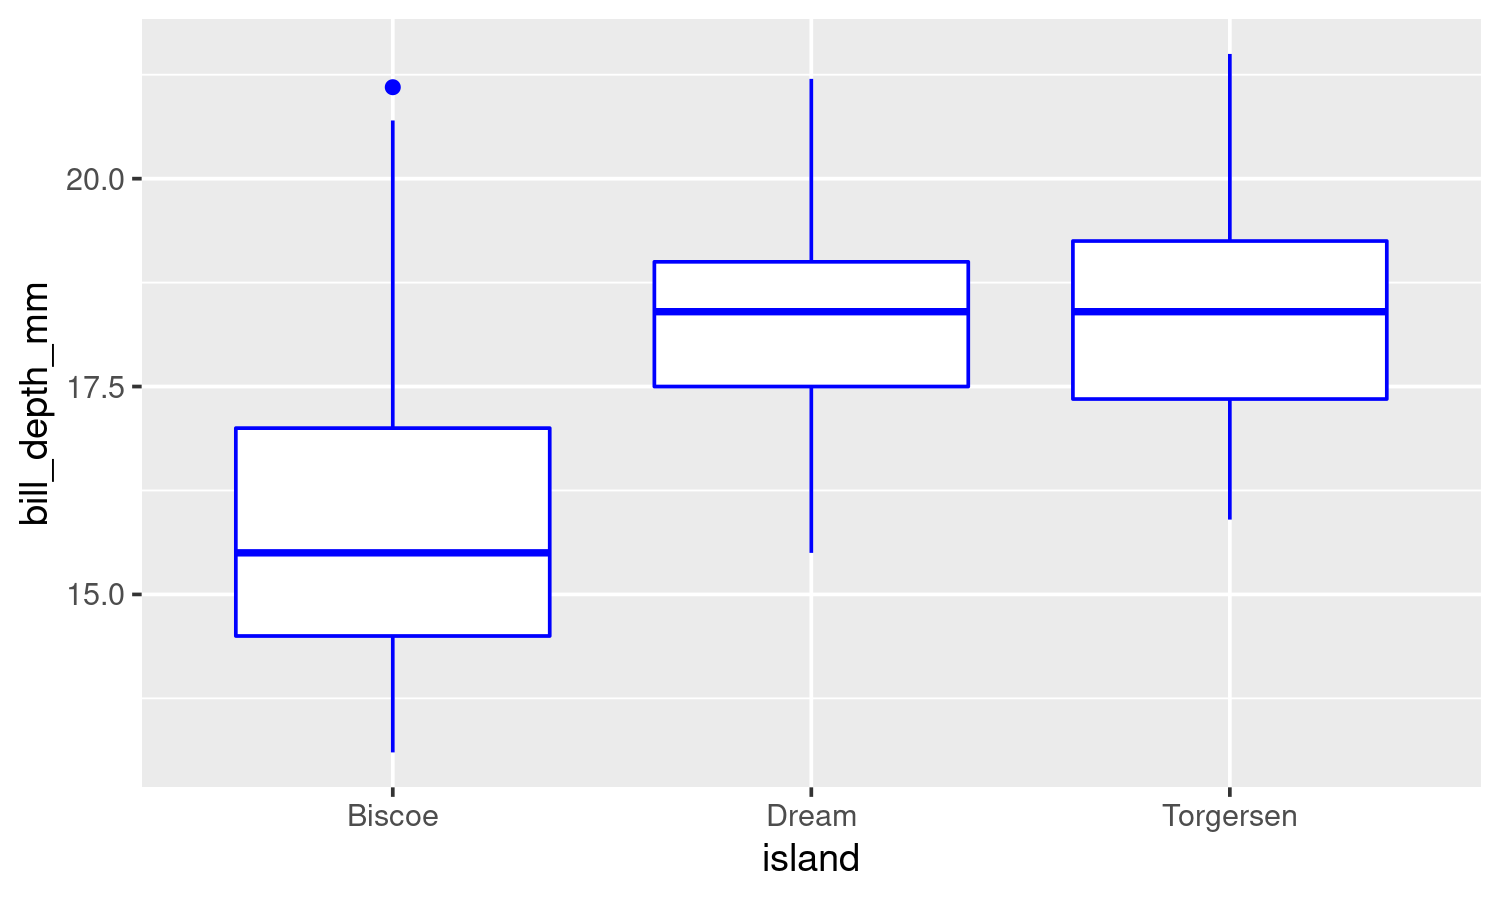 bill_depth_mm
20.0
17.5
15.0
Biscoe
Dream
Torgersen
island